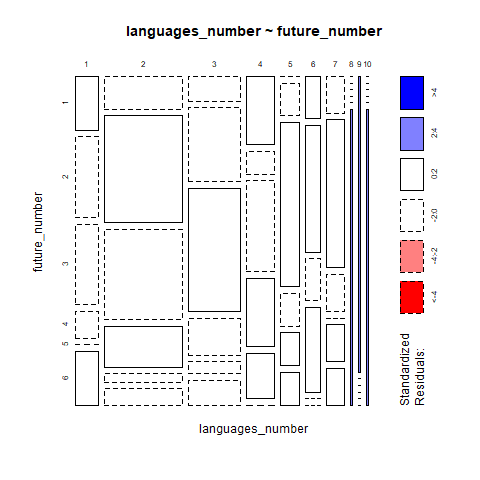 languages_number ~ future_number
1 2 3 4 5 6 7 8 9 10
1
2
3
4
5
6
future_number
languages_number
>4
2:4
0:2
-2:0
-4:-2
<-4
Standardized
Residuals: